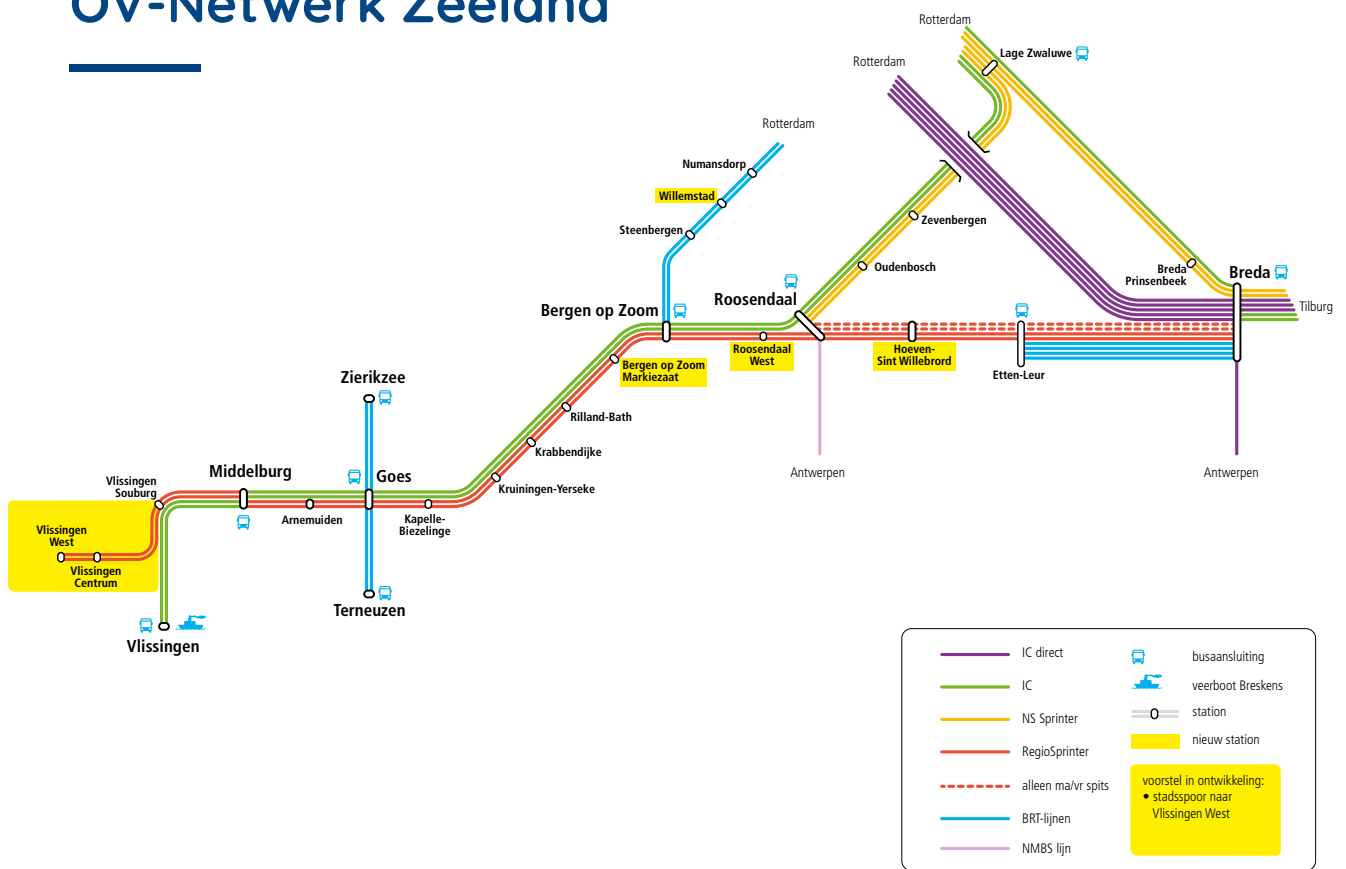 OV-Netwerk Zeeland
Rotterdam
Lage Zwaluwe
Rotterdam
Rotterdam
Numansdorp
Willemstad
Steenbergen
Zevenbergen
Oudenbosch
Breda
Prinsenbeek
Breda
Tilburg
Roosendaal
Bergen op Zoom
Roosendaal
West
Hoeven-
Sint Willebrord
Etten-Leur
Bergen op Zoom
Markiezaat
Zierikzee
Rilland-Bath
Krabbendijke
Antwerpen
Antwerpen
Kruiningen-Yerseke
Middelburg
Goes
Vlissingen
Souburg
Arnemuiden
Kapelle-
Biezelinge
Vlissingen
West
Vlissingen
Centrum
Terneuzen
Vlissingen
IC direct
IC
NS Sprinter
RegioSprinter
alleen ma/vr spits
BRT-lijnen
NMBS lijn
busaansluiting
veerboot Breskens
station
nieuw station
voorstel in ontwikkeling:
• stadsspoor naar
Vlissingen West